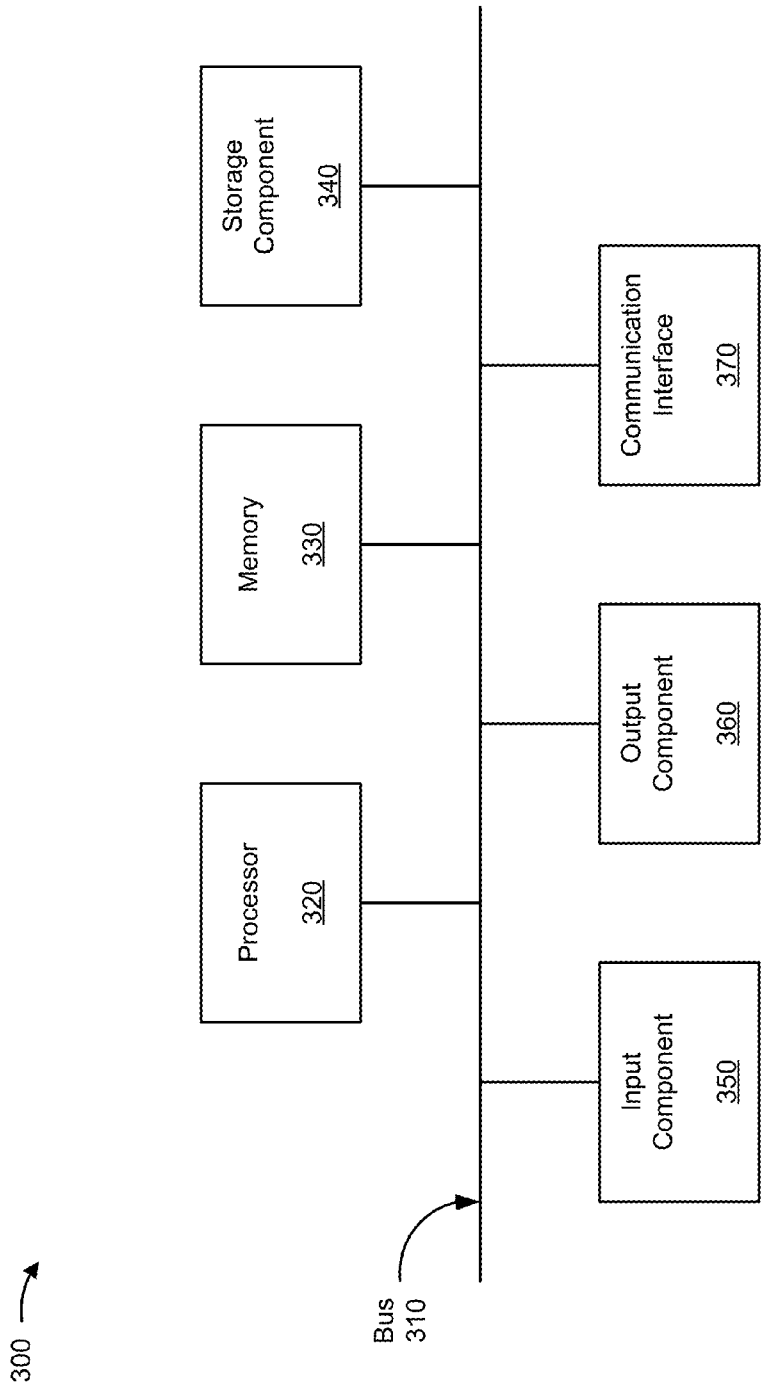 300
Bus
310
Processor
320
Memory
330
Storage
Component
340
Input
Component
350
Output
Component
360
Communication
Interface
370